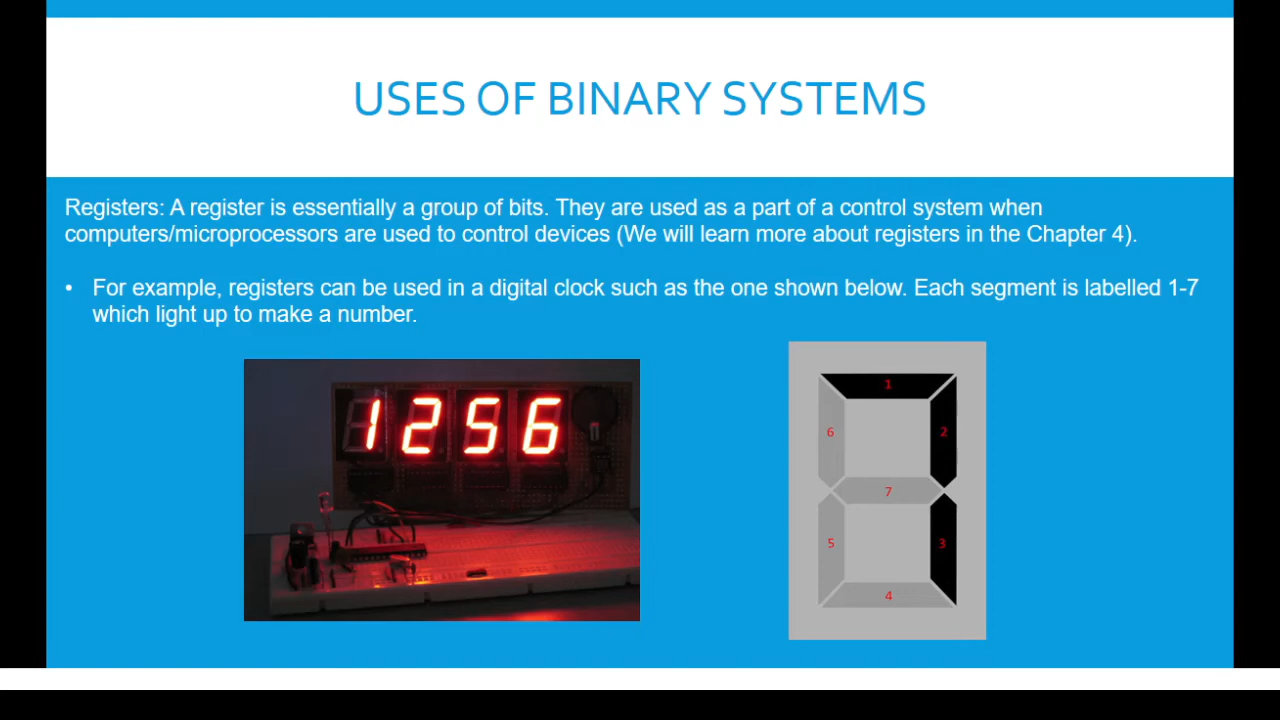 USES OF BINARY SYSTEMS
Registers: A register is essentially a group of bits. They are used as a part of a control system when
computers/microprocessors are used to control devices (We will learn more about registers in the Chapter 4).
• For example, registers can be used in a digital clock such as the one shown below. Each segment is labelled 1-7
which light up to make a number.
1256
1
6
2
7
5
3
4